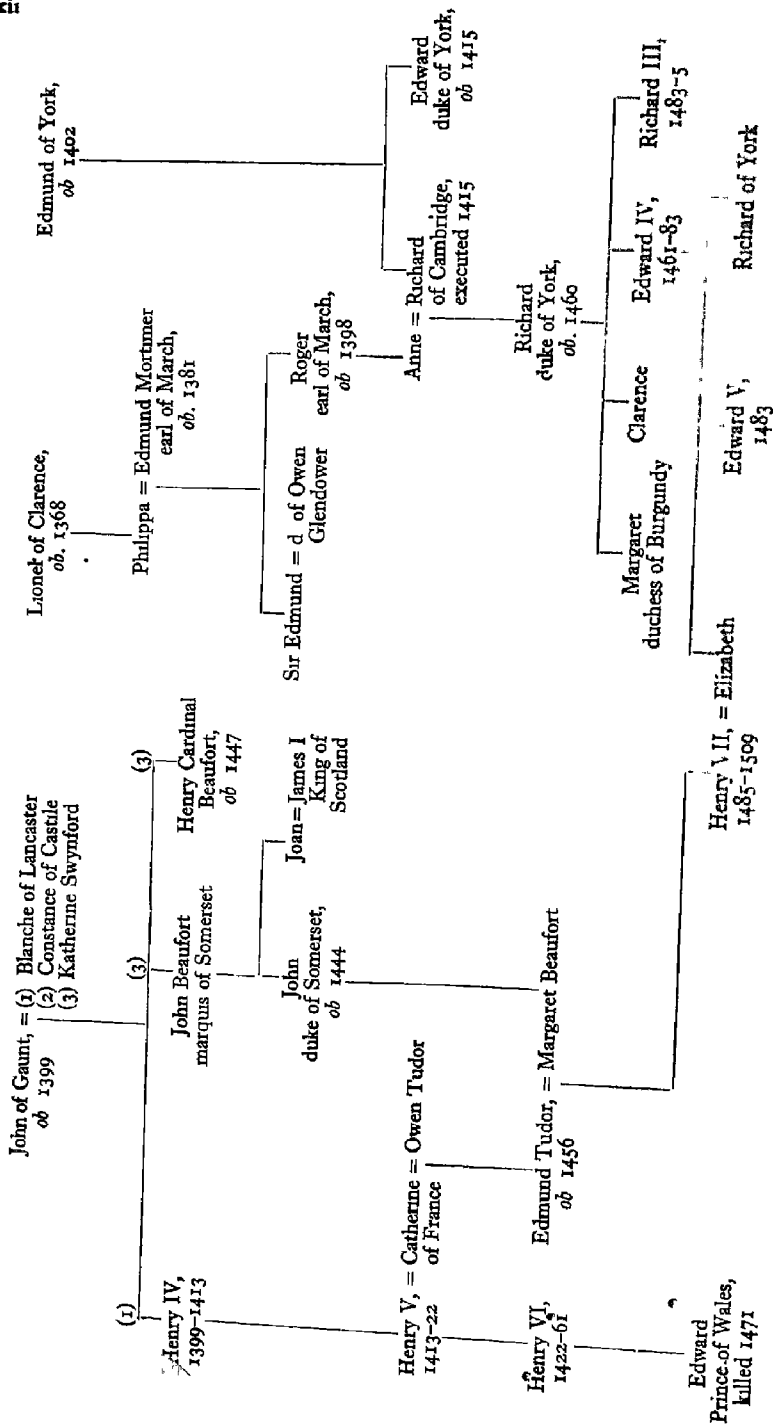 xii
John of Gaunt, = (1) Blanche of Lancaster
ob 1399 (2) Constance of Castile
(3) Katherine Swynford
Lionel of Clarence,
ob. 1368
Edmund of York,
ob 1402
Philippa = Edmund Mortimer
earl of March,
ob. 1381
(1)
(3)
(3)
Henry IV,
1399-1413
John Beaufort
marquis of Somerset
Henry Cardinal
Beaufort,
ob 1447
Sir Edmund = d of Owen
Glendower
Roger
earl of March,
ob 1398
John
duke of Somerset,
ob 1444
Joan=James I
King of
Scotland
Henry V, = Catherine = Owen Tudor
1413-22 of France
Anne = Richard
of Cambridge,
executed 1415
Edward
duke of York,
ob 1415
Henry VI,
1422-61
Edmund Tudor, = Margaret Beaufort
ob 1456
Richard
duke of York,
ob. 1460
Margaret
duchess of Burgundy
Clarence
Edward IV,
1461-83
Richard III,
1483-5
Edward
Prince of Wales,
killed 1471
Henry VII, = Elizabeth
1485-1509
Edward V,
1483
Richard of York